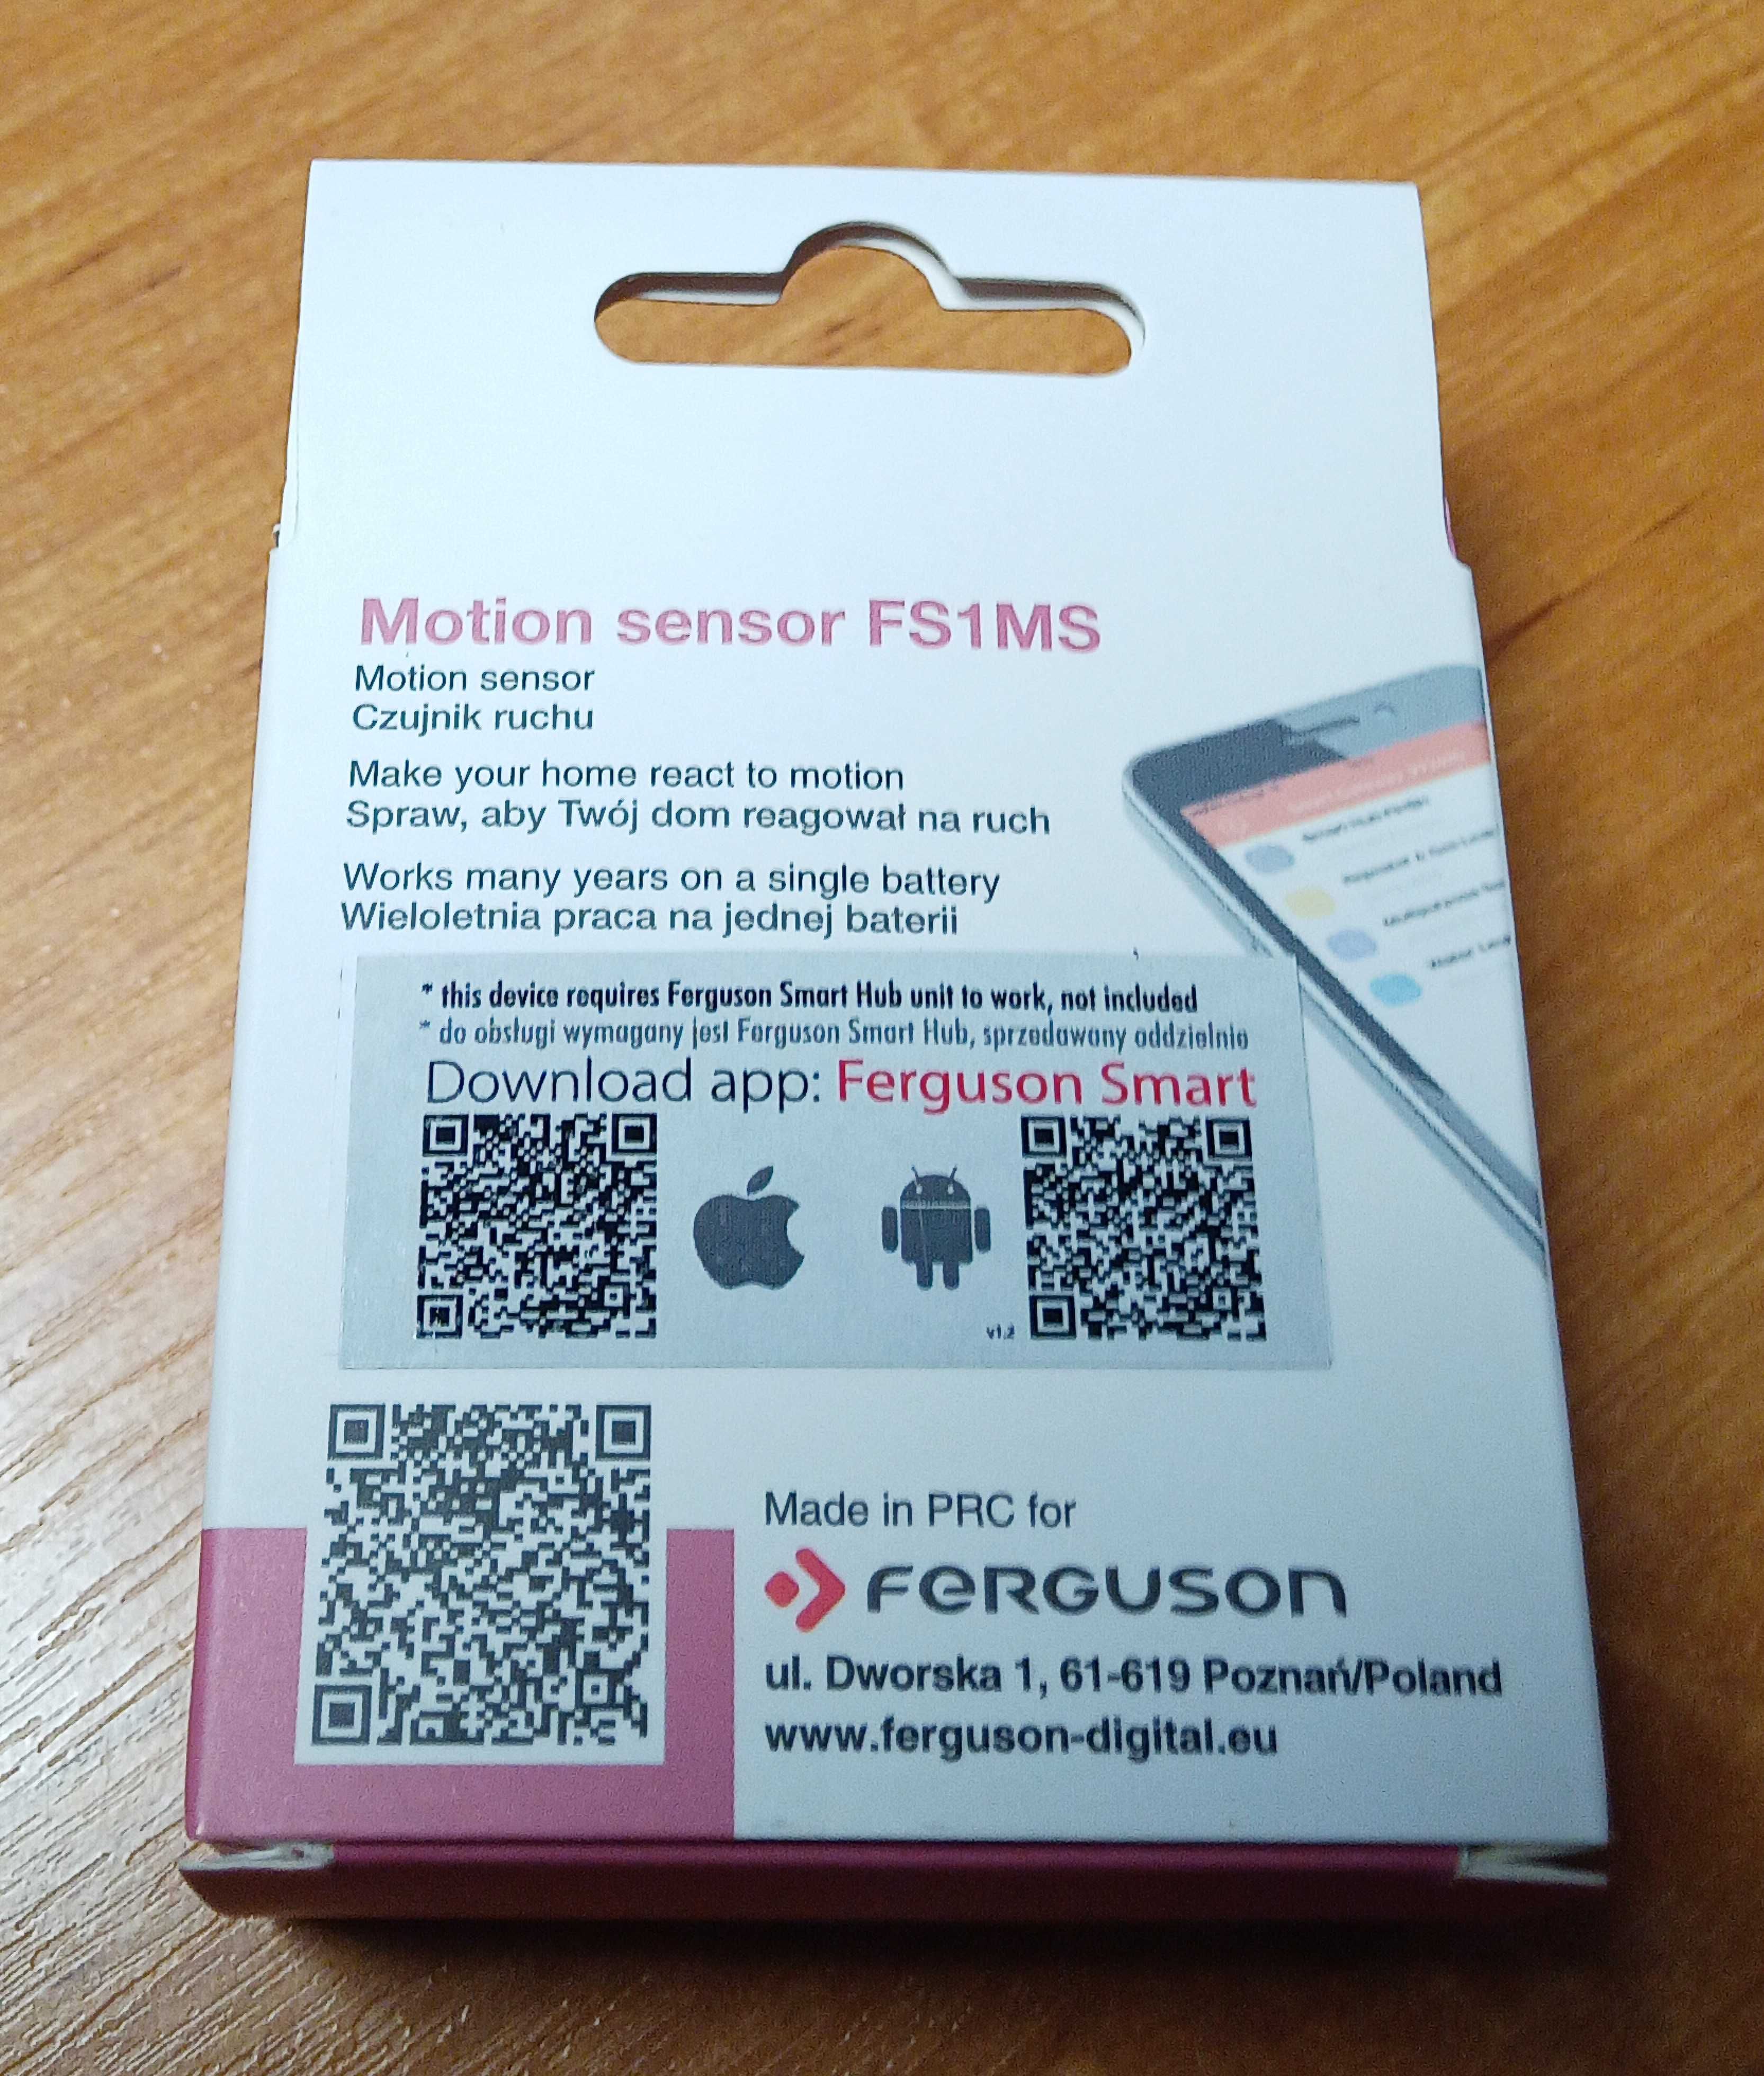 Motion sensor FS1MS
Motion sensor
Czujnik ruchu
Make your home react to motion
Spraw, aby Twój dom reagował na ruch
Works many years on a single battery
Wieloletnia praca na jednej baterii
* this device requires Ferguson Smart Hub unit to work, not included
* do obsługi wymagany jest Ferguson Smart Hub, sprzedawany oddzielnie
Download app: Ferguson Smart
v1.2
Made in PRC for
FERGUSON
ul. Dworska 1, 61-619 Poznań/Poland
www.ferguson-digital.eu